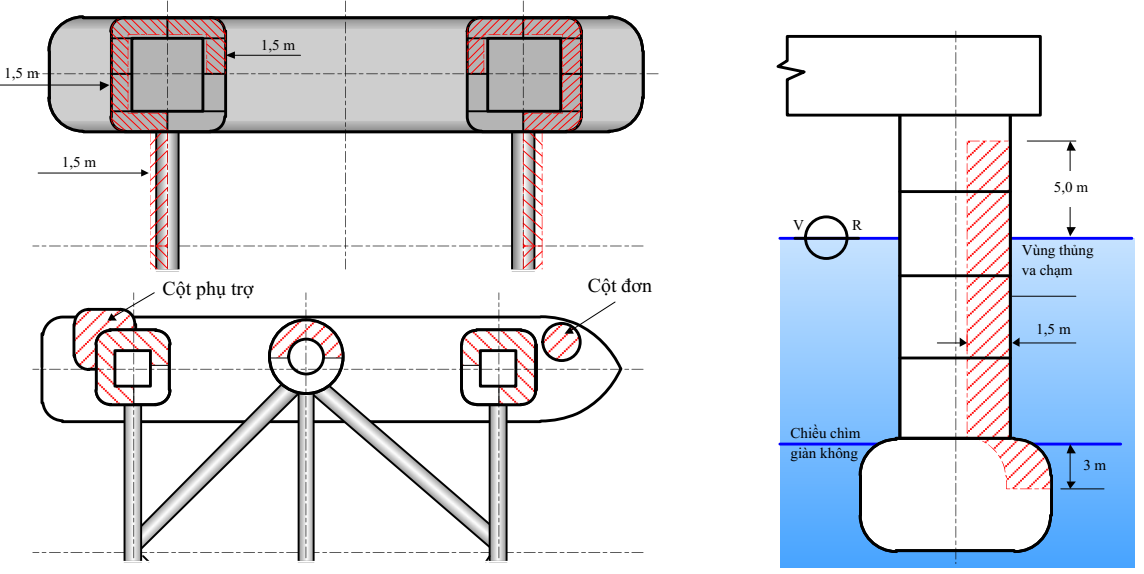 1,5 m
1,5 m
1,5 m
Cột phụ trợ
Cột đơn
5,0 m
V R
Vùng thủng
va chạm
1,5 m
Chiều chìm
giàn không
3 m